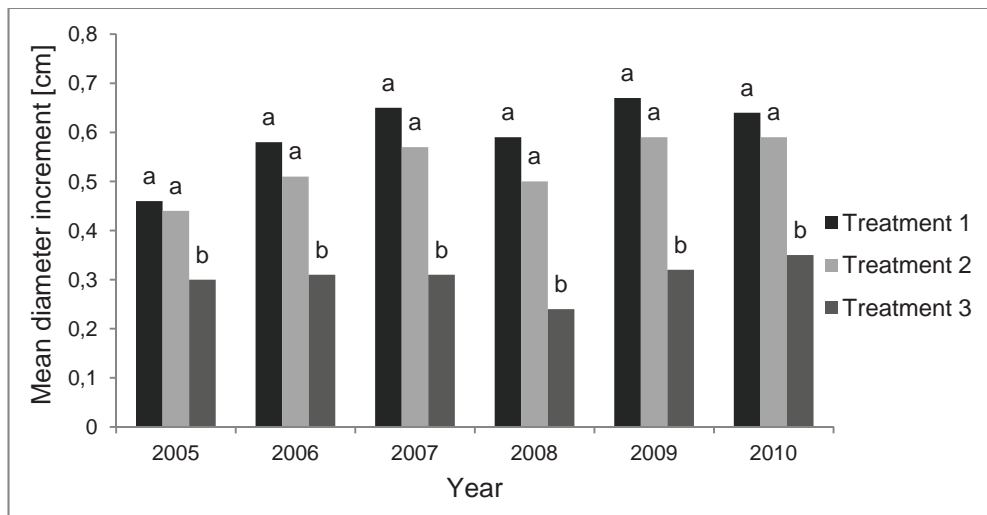 Mean diameter increment [cm]
0,8
0,7
0,6
0,5
0,4
0,3
0,2
0,1
0
a a b
a a b
a a b
a a b
a a b
a a b
2005 2006 2007 2008 2009 2010
Year
Treatment 1
Treatment 2
Treatment 3